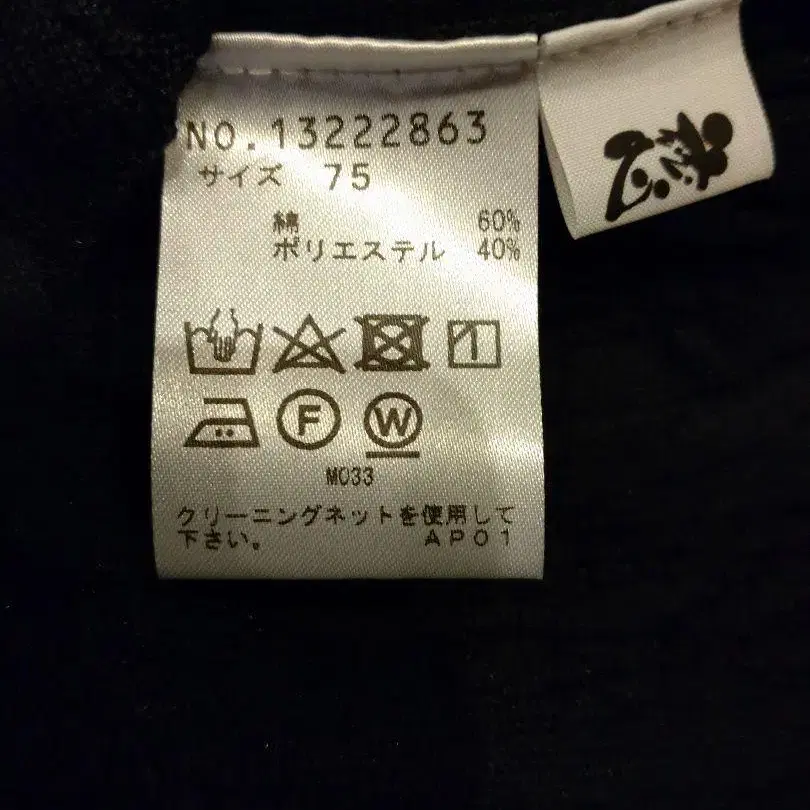 NO.13222863
サイズ 75
綿 60%
ポリエステル 40%
F W
M033
クリーニングネットを使用して
下さい。 AP01